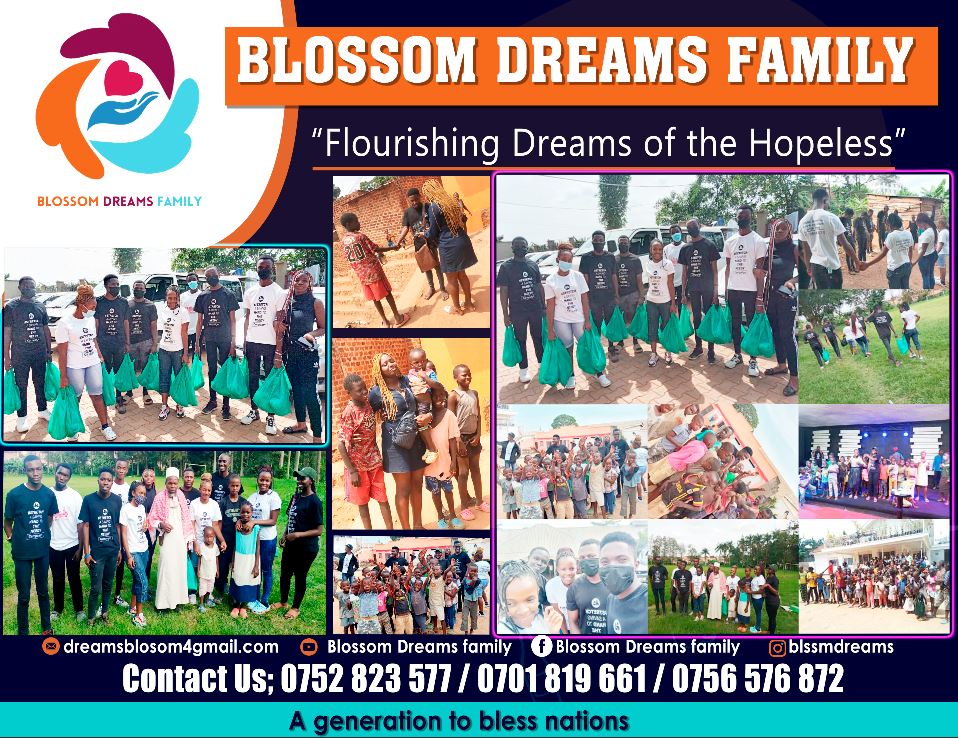 BLOSSOM DREAMS FAMILY
BLOSSOM DREAMS FAMILY
“Flourishing Dreams of the Hopeless”
dreamsblosom4gmail.com Blossom Dreams family f Blossom Dreams family blssmdreams
Contact Us; 0752 823 577 / 0701 819 661 / 0756 576 872
A generation to bless nations